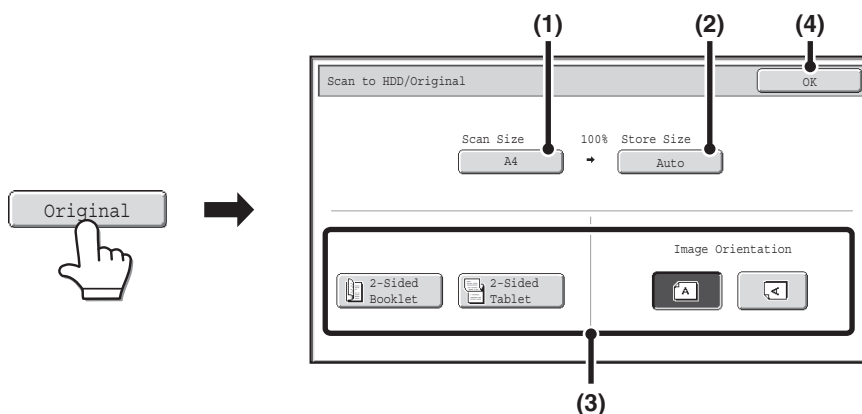 (1)
(2)
(4)
Scan to HDD/Original
OK
Scan Size
100%
Store Size
A4
Auto
Original
Image Orientation
2-Sided
Booklet
2-Sided
Tablet
A
A
(3)